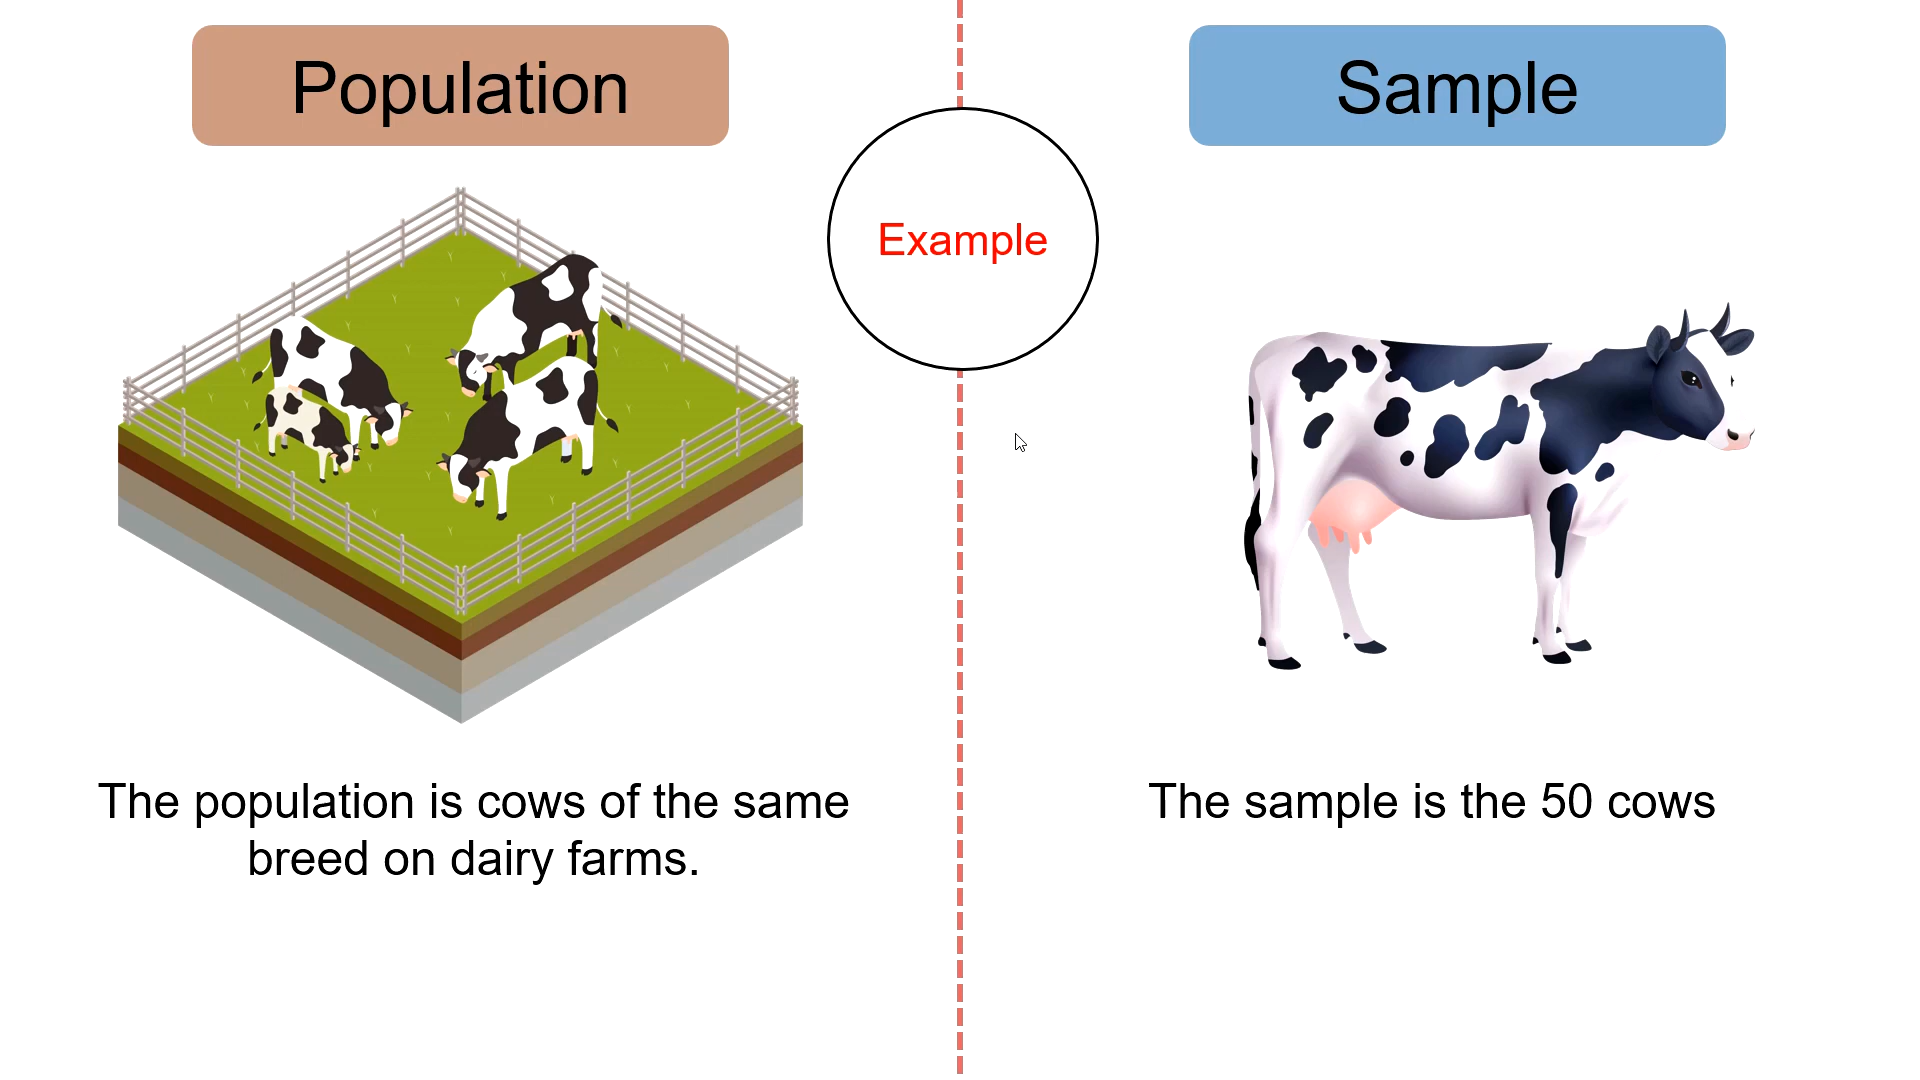 Population
Sample
Example
The population is cows of the same
breed on dairy farms.
The sample is the 50 cows